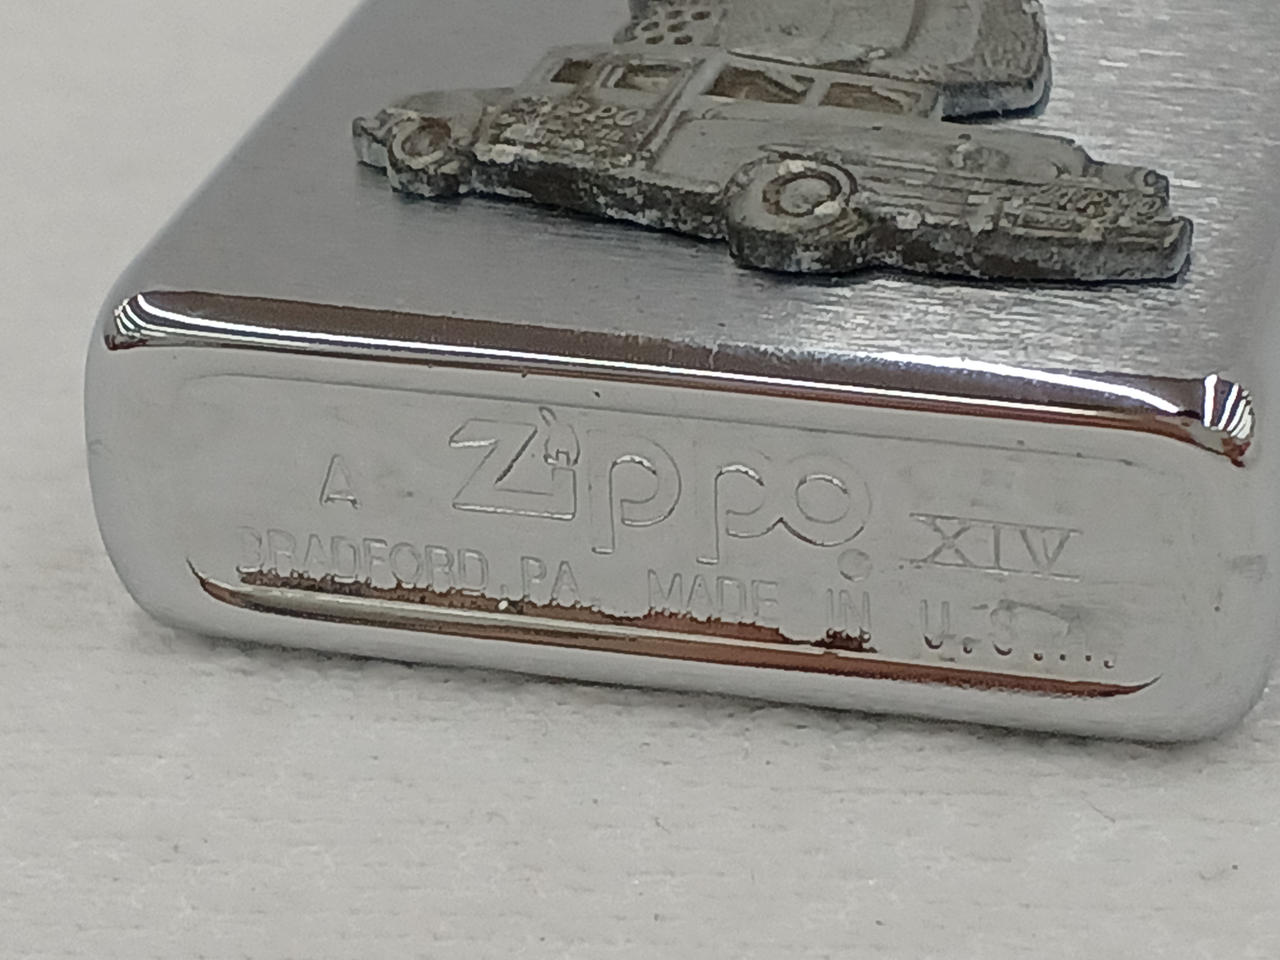 A Zippo XIV
BRADFORD, PA. MADE IN U.S.A.